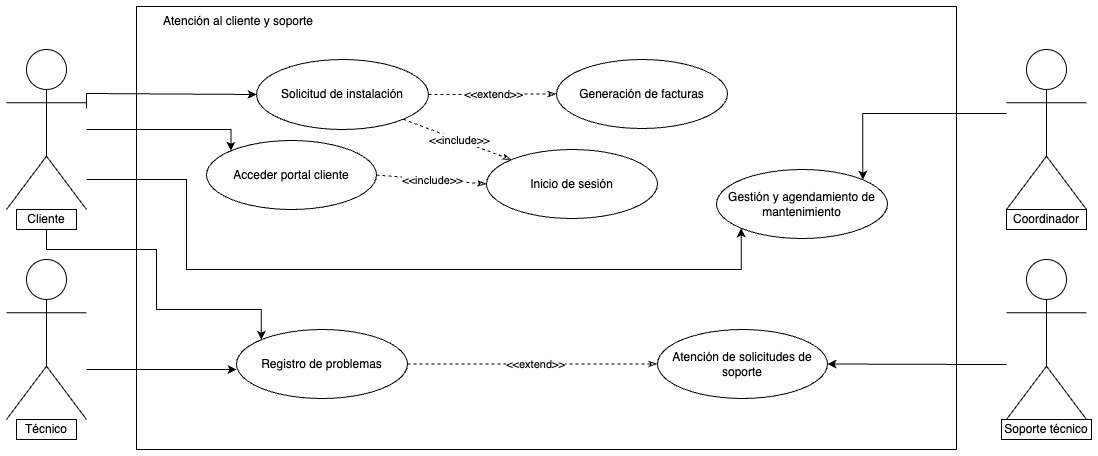 Atención al cliente y soporte
Solicitud de instalación
<<extend>>
Generación de facturas
<<include>>
Acceder portal cliente
<<include>>
Inicio de sesión
Gestión y agendamiento de
mantenimiento
Cliente
Coordinador
Registro de problemas
<<extend>>
Atención de solicitudes de
soporte
Técnico
Soporte técnico